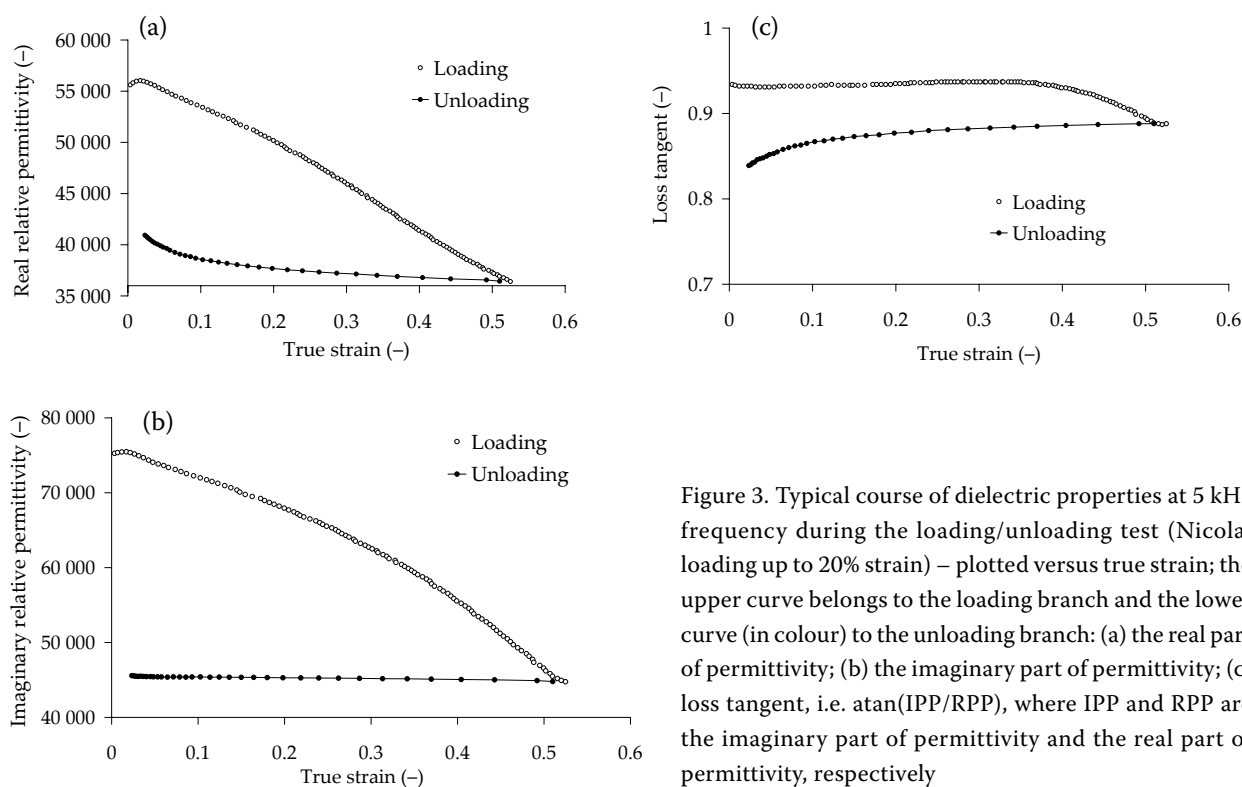 (a)
60 000
55 000
50 000
45 000
40 000
35 000
Real relative permittivity (–)
Loading
Unloading
0 0.1 0.2 0.3 0.4 0.5 0.6
True strain (–)
(c)
1
0.9
0.8
0.7
Loss tangent (–)
Loading
Unloading
0 0.1 0.2 0.3 0.4 0.5 0.6
True strain (–)
(b)
80 000
70 000
60 000
50 000
40 000
Imaginary relative permittivity (–)
Loading
Unloading
0 0.1 0.2 0.3 0.4 0.5 0.6
True strain (–)
Figure 3. Typical course of dielectric properties at 5 kH
frequency during the loading/unloading test (Nicola
loading up to 20% strain) – plotted versus true strain; the
upper curve belongs to the loading branch and the lowe
curve (in colour) to the unloading branch: (a) the real par
of permittivity; (b) the imaginary part of permittivity; (c
loss tangent, i.e. atan(IPP/RPP), where IPP and RPP are
the imaginary part of permittivity and the real part o
permittivity, respectively